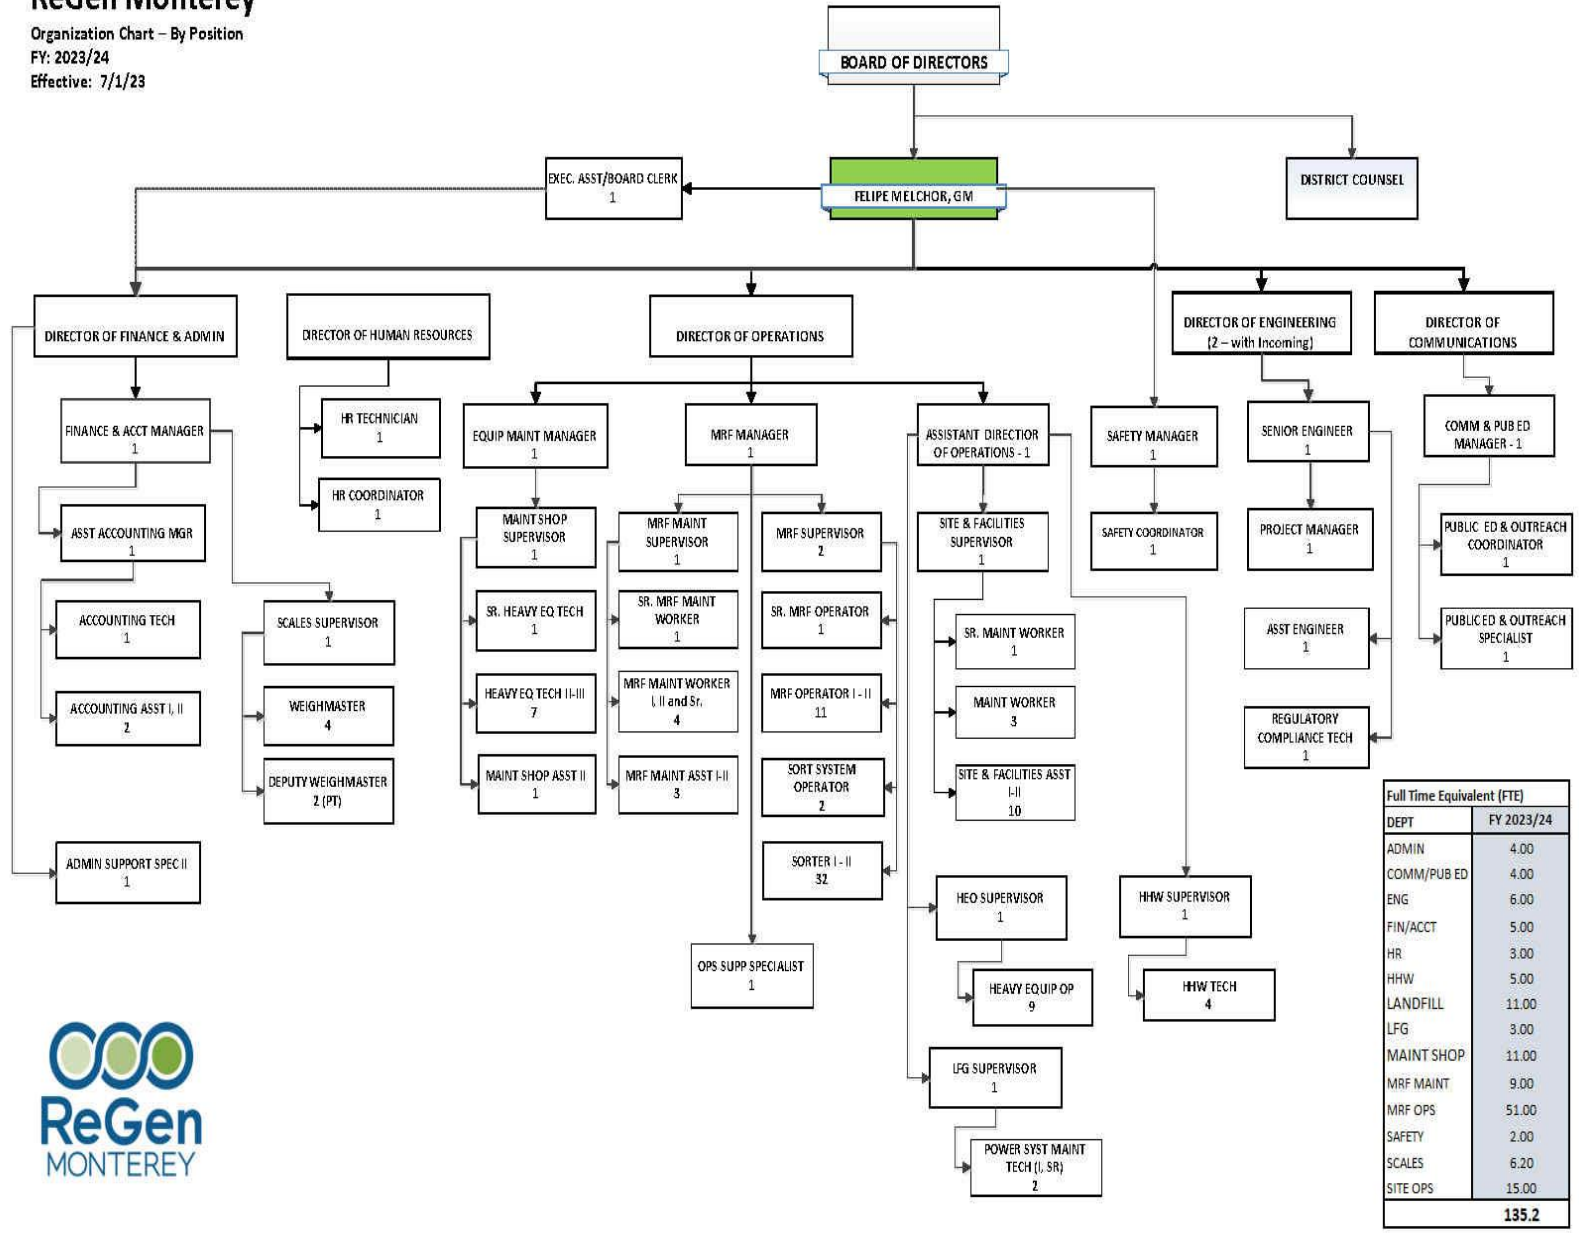 ReGen Monterey
Organization Chart – By Position
FY: 2023/24
Effective: 7/1/23
BOARD OF DIRECTORS
EXEC. ASST/BOARD CLERK
1
FELIPE MELCHOR, GM
DISTRICT COUNSEL
DIRECTOR OF FINANCE & ADMIN
DIRECTOR OF HUMAN RESOURCES
DIRECTOR OF OPERATIONS
DIRECTOR OF ENGINEERING
(2 – with Incoming)
DIRECTOR OF
COMMUNICATIONS
FINANCE & ACCT MANAGER
1
HR TECHNICIAN
1
HR COORDINATOR
1
EQUIP MAINT MANAGER
1
MRF MANAGER
1
ASSISTANT DIRECTION
OF OPERATIONS - 1
SAFETY MANAGER
1
SENIOR ENGINEER
1
COMM & PUB ED
MANAGER - 1
ASST ACCOUNTING MGR
1
MAINT SHOP
SUPERVISOR
1
MRF MAINT
SUPERVISOR
1
MRF SUPERVISOR
2
SITE & FACILITIES
SUPERVISOR
1
SAFETY COORDINATOR
1
PROJECT MANAGER
1
PUBLIC ED & OUTREACH
COORDINATOR
1
ACCOUNTING TECH
1
SCALES SUPERVISOR
1
SR. HEAVY EQ TECH
1
SR. MRF MAINT
WORKER
1
SR. MRF OPERATOR
1
SR. MAINT WORKER
1
ASST ENGINEER
1
PUBLIC ED & OUTREACH
SPECIALIST
1
ACCOUNTING ASST I, II
2
WEIGHMASTER
4
HEAVY EQ TECH II-III
7
MRF MAINT WORKER
I, II and Sr.
4
MRF OPERATOR I - II
11
MAINT WORKER
3
REGULATORY
COMPLIANCE TECH
1
DEPUTY WEIGHMASTER
2 (PT)
MAINT SHOP ASST II
1
MRF MAINT ASST I-II
3
SORT SYSTEM
OPERATOR
2
SITE & FACILITIES ASST
I-II
10
ADMIN SUPPORT SPEC II
1
SORTER I - II
32
HEO SUPERVISOR
1
HHW SUPERVISOR
1
OPS SUPP SPECIALIST
1
HEAVY EQUIP OP
9
HHW TECH
4
LFG SUPERVISOR
1
POWER SYST MAINT
TECH (I, SR)
2
Full Time Equivalent (FTE)
DEPT FY 2023/24
ADMIN 4.00
COMM/PUB ED 4.00
ENG 6.00
FIN/ACCT 5.00
HR 3.00
HHW 5.00
LANDFILL 11.00
LFG 3.00
MAINT SHOP 11.00
MRF MAINT 9.00
MRF OPS 51.00
SAFETY 2.00
SCALES 6.20
SITE OPS 15.00
135.2
ReGen
MONTEREY